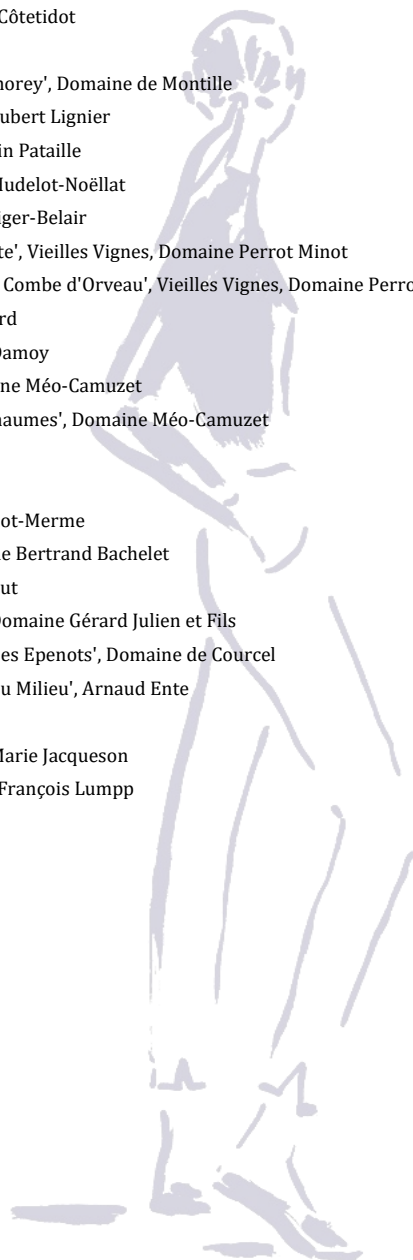 Côtetidot
norey', Domaine de Montille
ubert Lignier
in Pataille
Hudelot-Noëllat
iger-Belair
te', Vieilles Vignes, Domaine Perrot Minot
Combe d'Orveau', Vieilles Vignes, Domaine Perro
rd
Damoy
ne Méo-Camuzet
haumes', Domaine Méo-Camuzet
ot-Merme
e Bertrand Bachelet
ut
Domaine Gérard Julien et Fils
es Epenots', Domaine de Courcel
u Milieu', Arnaud Ente
Marie Jacqueson
François Lumpp